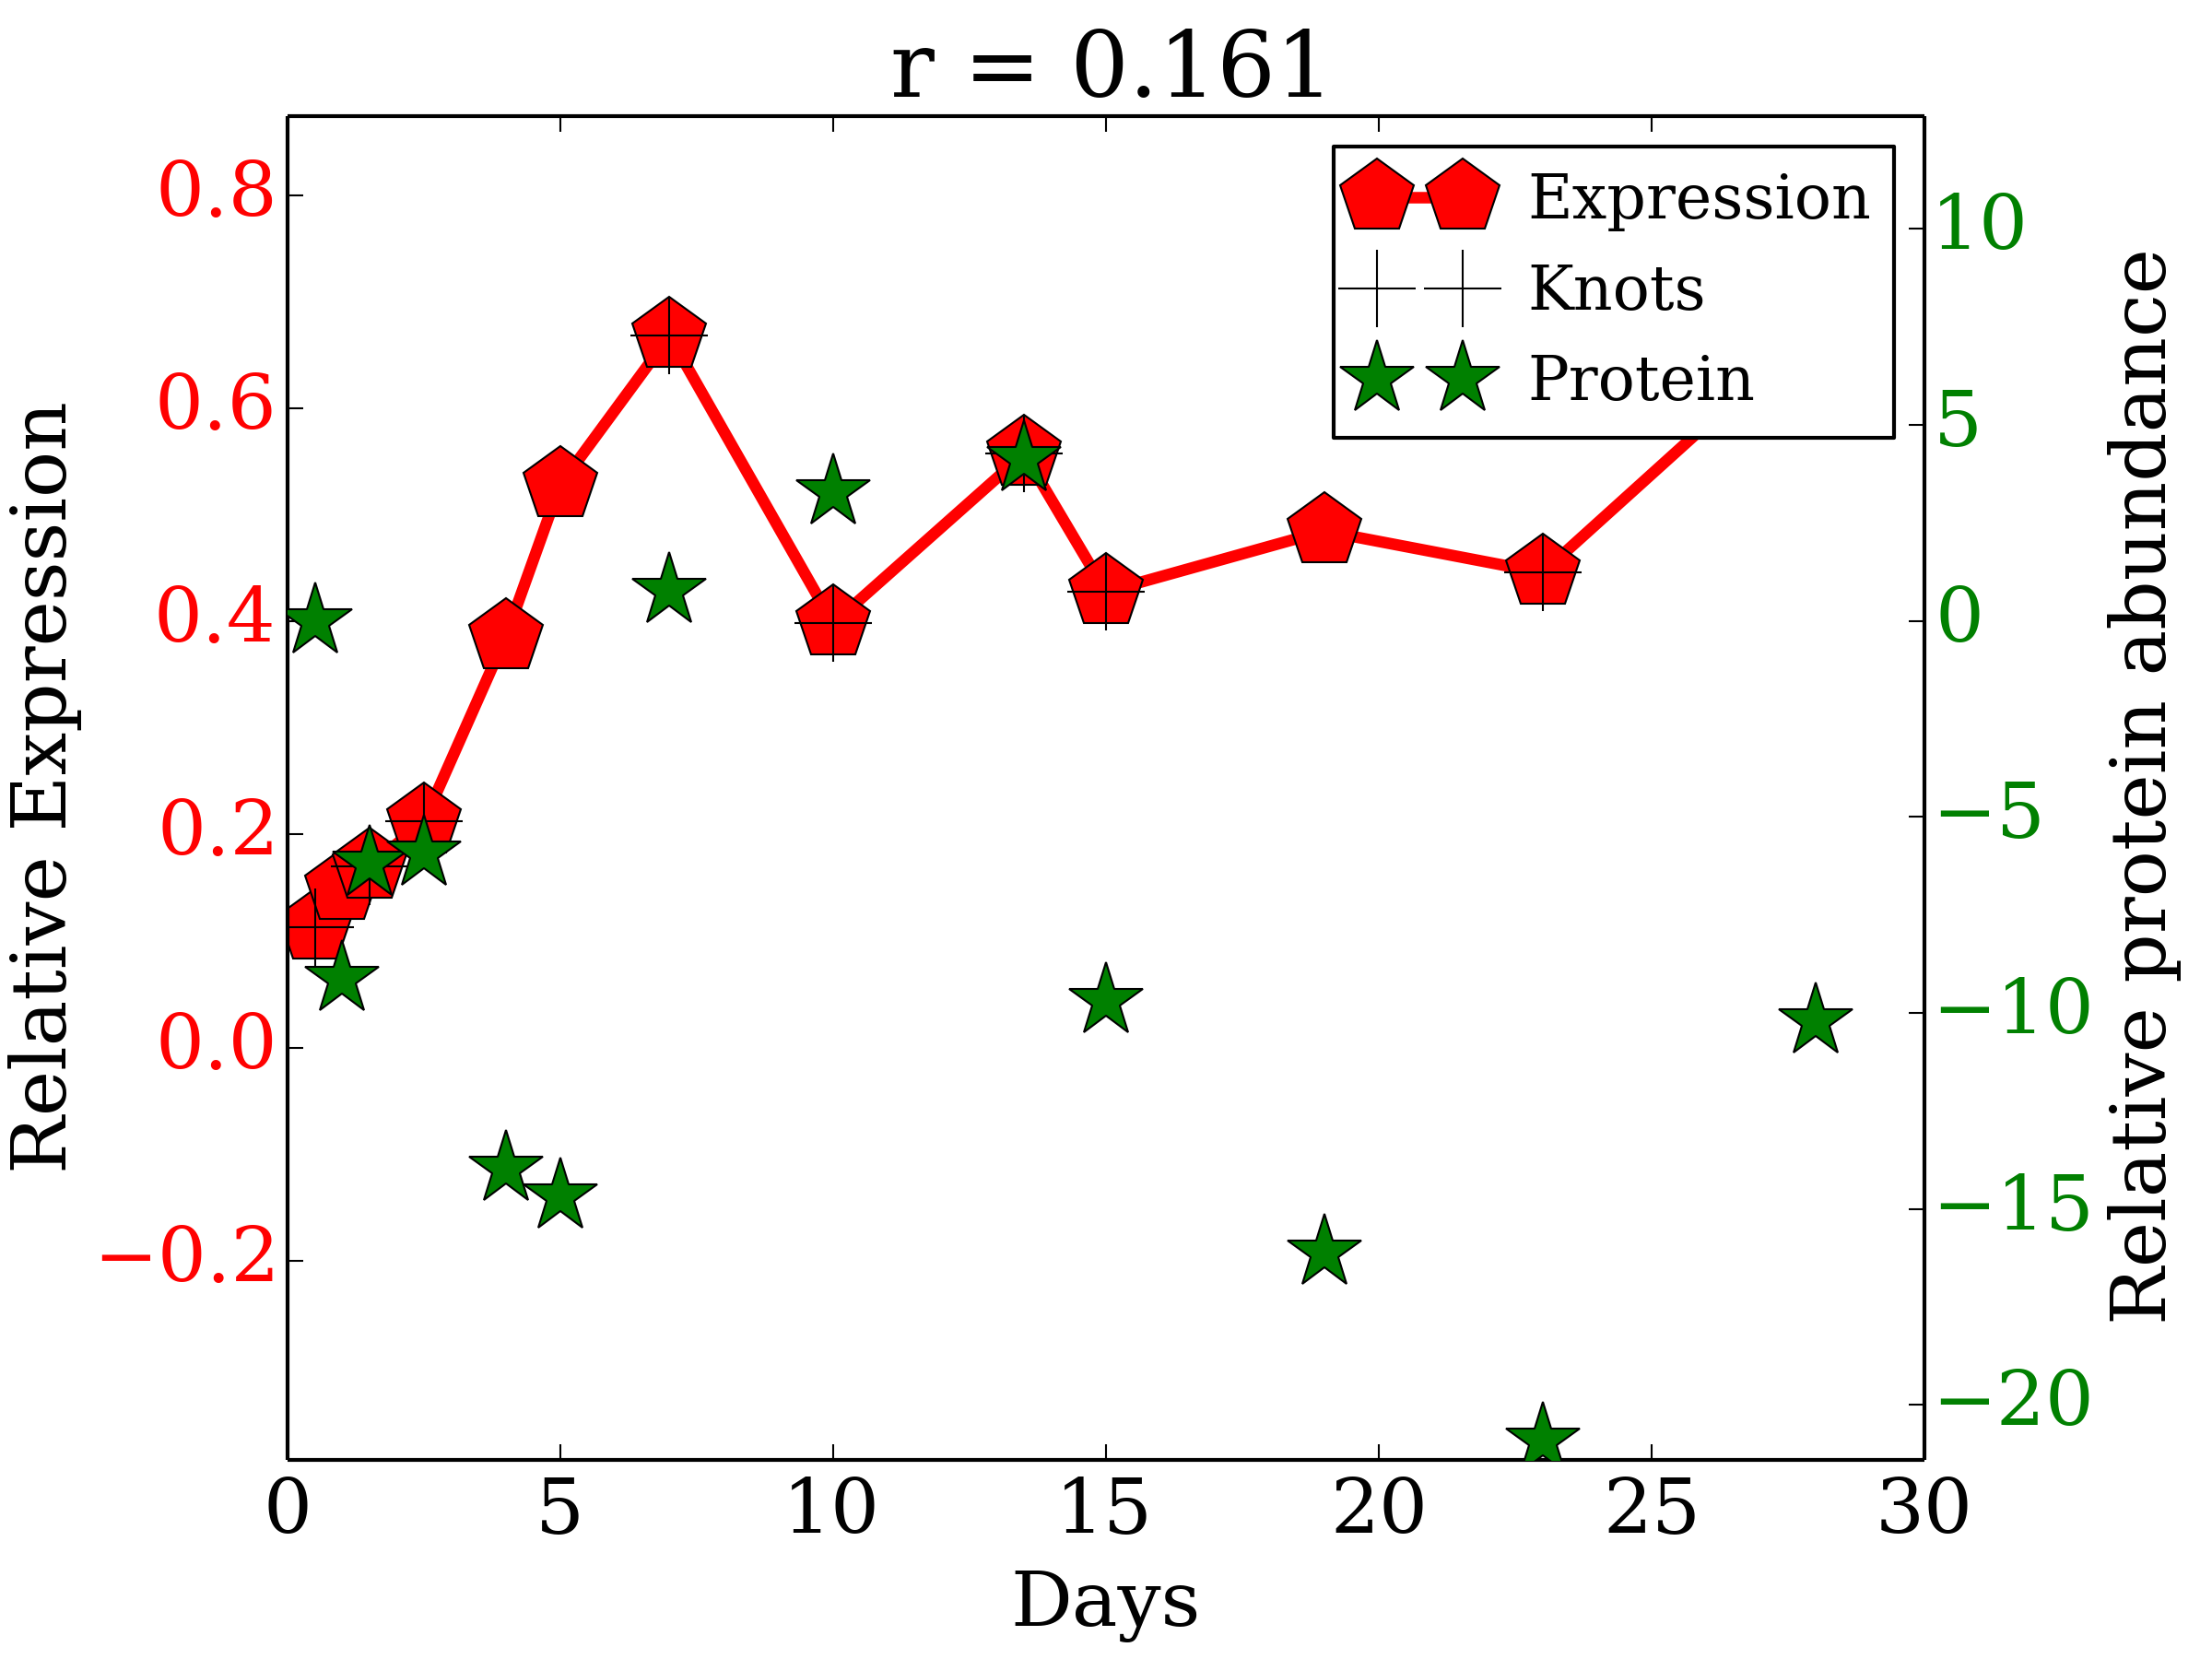 r = 0.161
Expression
Knots
Protein
Relative Expression
0.8
0.6
0.4
0.2
0.0
−0.2
10
5
0
−5
−10
−15
−20
Relative protein abundance
0 5 10 15 20 25 30
Days